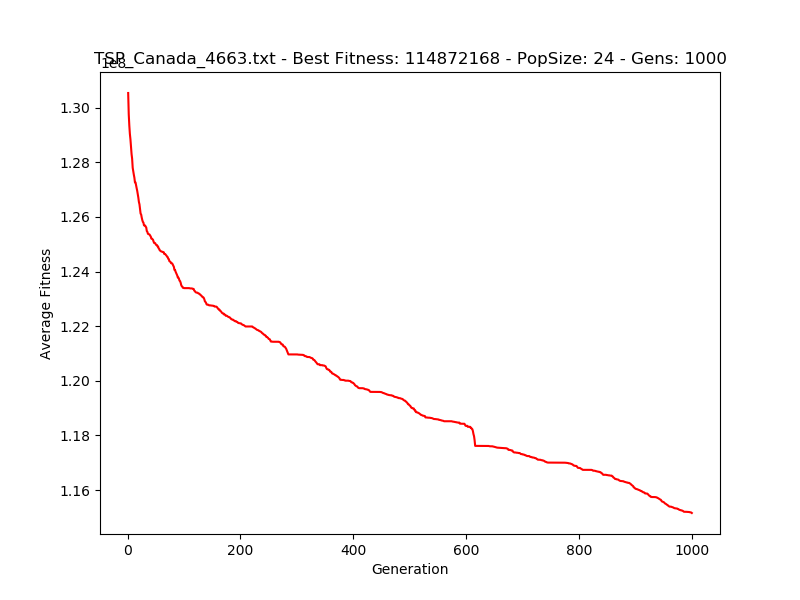 TSP_Canada_4663.txt - Best Fitness: 114872168 - PopSize: 24 - Gens: 1000
1e8
1.30
1.28
1.26
1.24
1.22
1.20
1.18
1.16
Average Fitness
0 200 400 600 800 1000
Generation